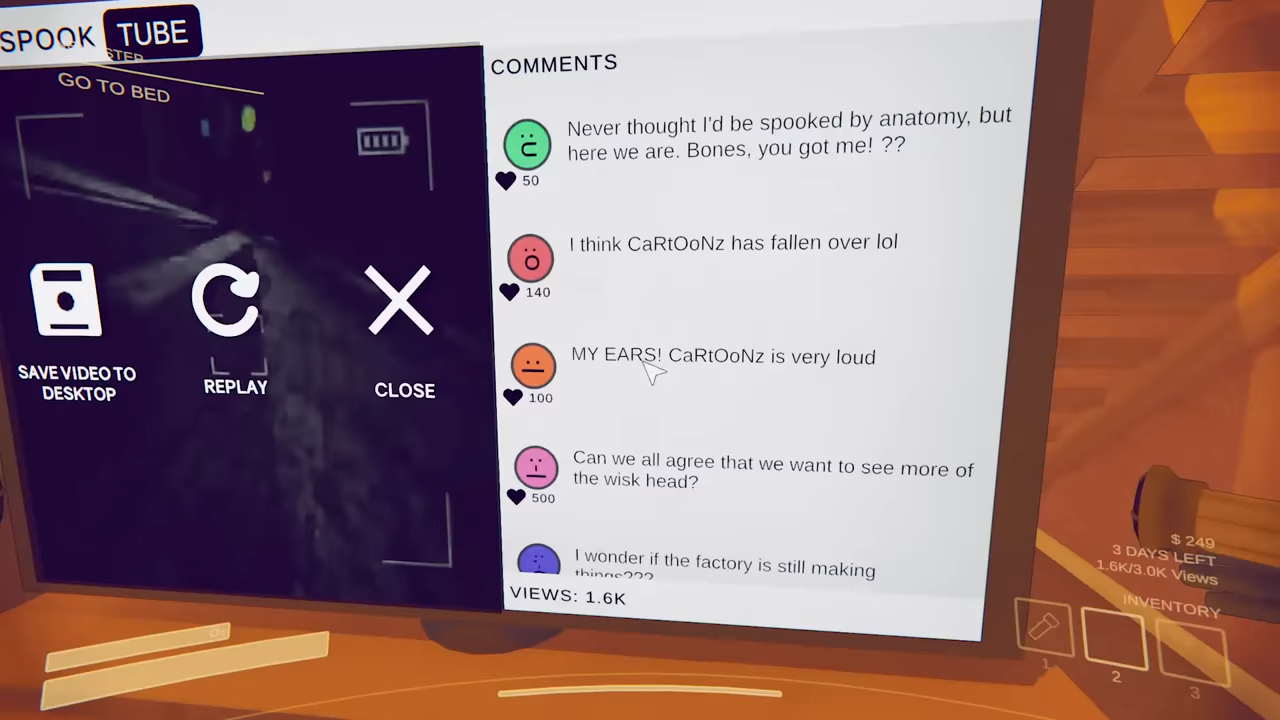 SPOOK TUBE
GO TO BED
SAVE VIDEO TO
DESKTOP
REPLAY
CLOSE
COMMENTS
Never thought I'd be spooked by anatomy, but
here we are. Bones, you got me! ??
50
I think CaRtOoNz has fallen over lol
140
MY EARS! CaRtOoNz is very loud
100
Can we all agree that we want to see more of
the wisk head?
500
I wonder if the factory is still making
things???
VIEWS: 1.6K
$ 249
3 DAYS LEFT
1.6K/3.0K Views
INVENTORY
1
2
3